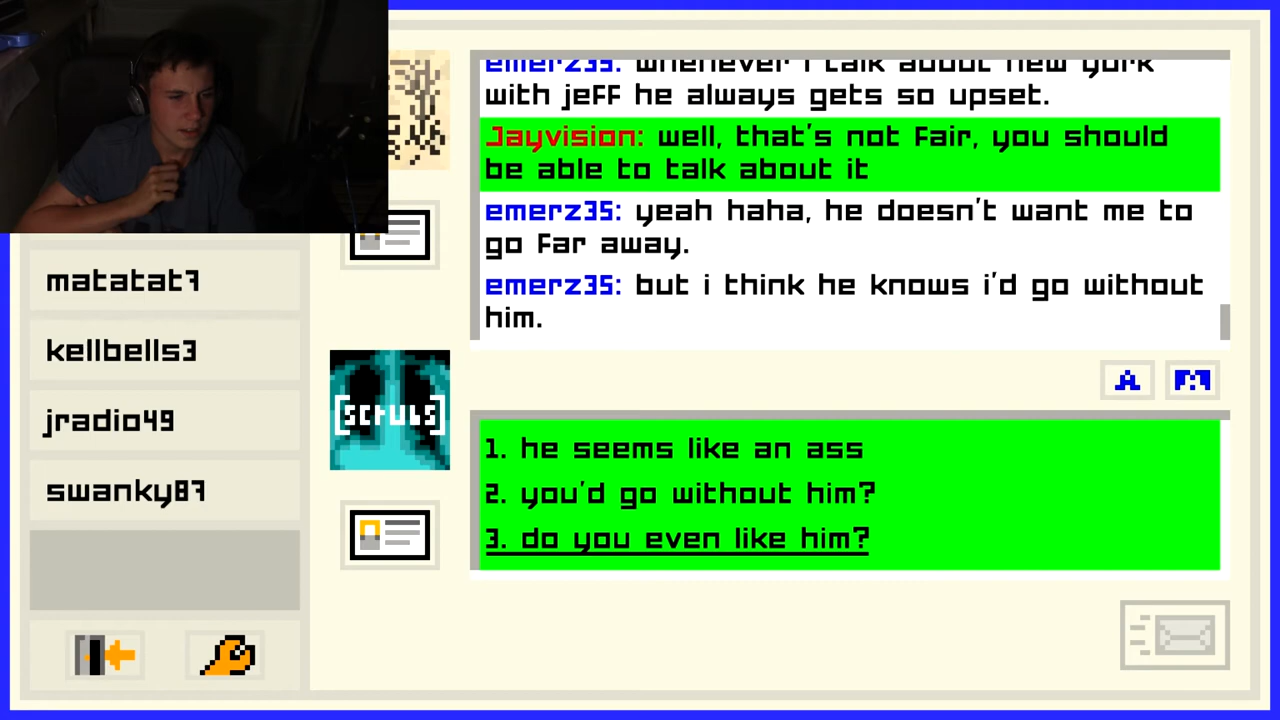 emerz35: whenever i talk about new york
with jeFF he always gets so upset.
Jayvision: well, that's not Fair, you should
be able to talk about it
emerz35: yeah haha, he doesn't want me to
go Far away.
emerz35: but i think he knows i'd go without
him.
matatat7
kellbells3
jradio49
swanky87
[scrubs]
A
1. he seems like an ass
2. you'd go without him?
3. do you even like him?